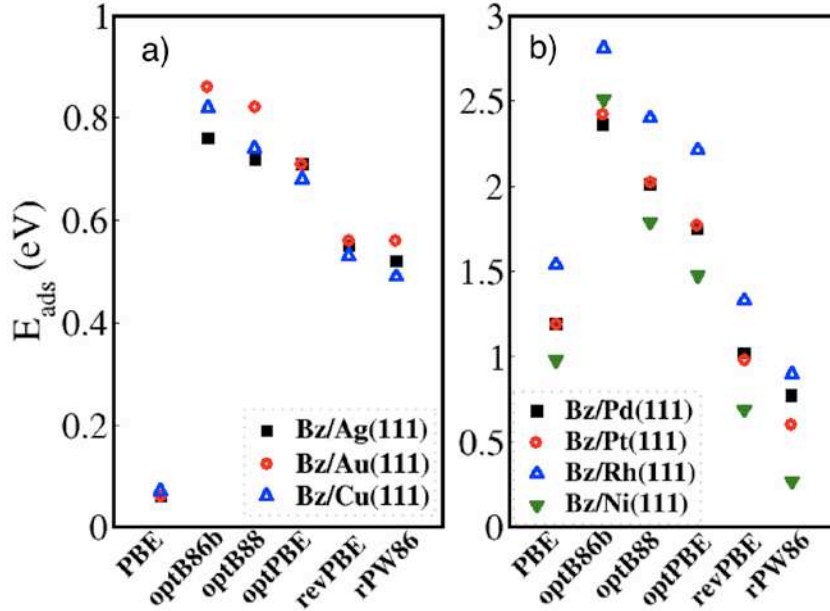 a)
E_ads (eV)
1
0.8
0.6
0.4
0.2
0
Bz/Ag(111)
Bz/Au(111)
Bz/Cu(111)
PBE
optB86b
optB88
optPBE
revPBE
rPW86
b)
3
2.5
2
1.5
1
0.5
0
Bz/Pd(111)
Bz/Pt(111)
Bz/Rh(111)
Bz/Ni(111)
PBE
optB86b
optB88
optPBE
revPBE
rPW86